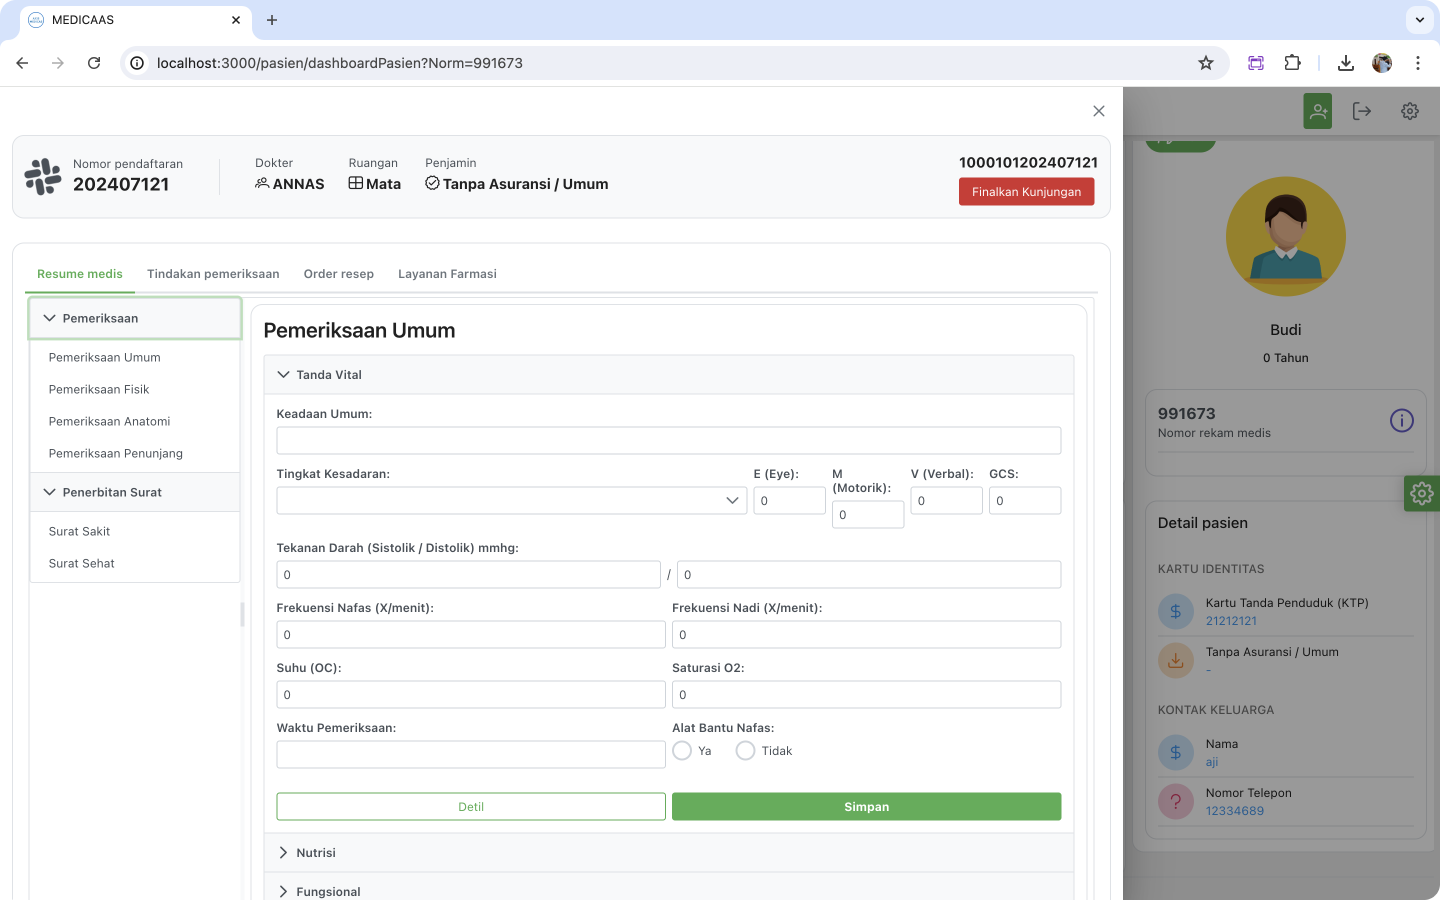 MEDICAAS
localhost:3000/pasien/dashboardPasien?Norm=991673
Nomor pendaftaran
202407121
Dokter
ANNAS
Ruangan
Mata
Penjamin
Tanpa Asuransi / Umum
1000101202407121
Finalkan Kunjungan
Resume medis
Tindakan pemeriksaan
Order resep
Layanan Farmasi
Pemeriksaan
Pemeriksaan Umum
Pemeriksaan Fisik
Pemeriksaan Anatomi
Pemeriksaan Penunjang
Penerbitan Surat
Surat Sakit
Surat Sehat
Pemeriksaan Umum
Tanda Vital
Keadaan Umum:
Tingkat Kesadaran:
E (Eye):
0
M
(Motorik):
0
V (Verbal):
0
GCS:
0
Tekanan Darah (Sistolik / Distolik) mmhg:
0 / 0
Frekuensi Nafas (X/menit):
0
Frekuensi Nadi (X/menit):
0
Suhu (OC):
0
Saturasi O2:
0
Waktu Pemeriksaan:
Alat Bantu Nafas:
Ya
Tidak
Detil
Simpan
Nutrisi
Fungsional
Budi
0 Tahun
991673
Nomor rekam medis
Detail pasien
KARTU IDENTITAS
Kartu Tanda Penduduk (KTP)
21212121
Tanpa Asuransi / Umum
-
KONTAK KELUARGA
Nama
aji
Nomor Telepon
12334689